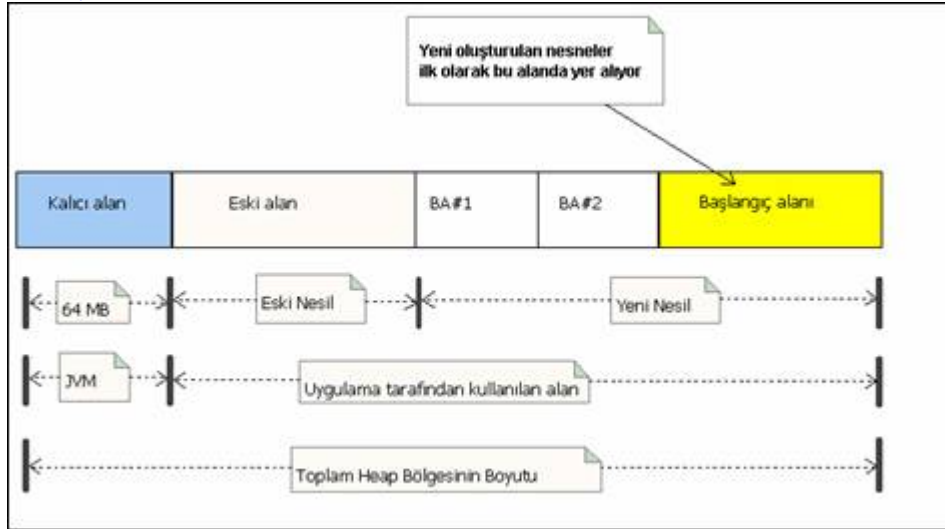 Yeni oluşturulan nesneler
ilk olarak bu alanda yer alıyor
Kalıcı alan
Eski alan
BA#1
BA#2
Başlangıç alanı
64 MB
Eski Nesil
Yeni Nesil
JVM
Uygulama tarafından kullanılan alan
Toplam Heap Bölgesinin Boyutu